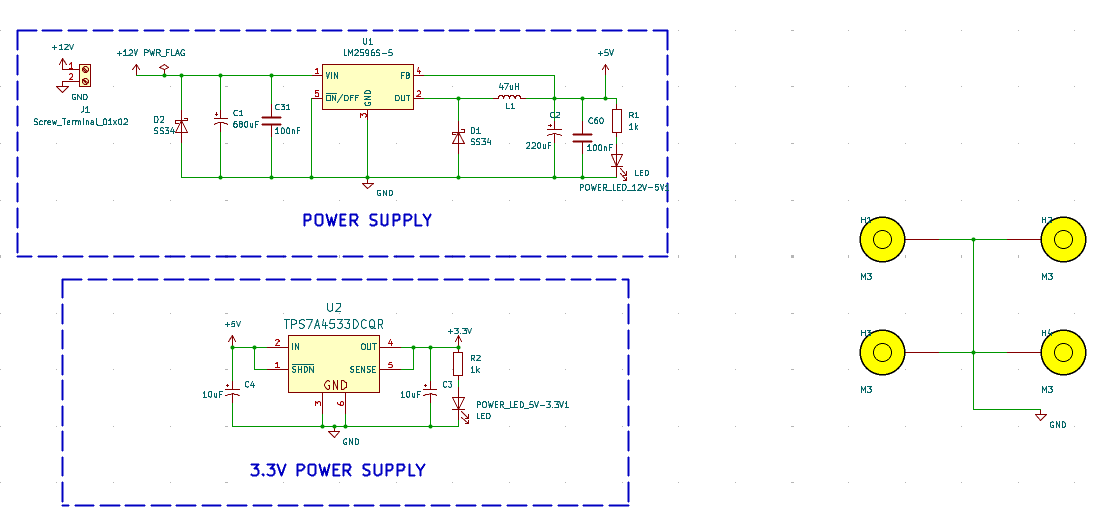 U1
LM2596S-5
+12V
+12V PWR_FLAG
+5V
1
2
GND
J1
Screw_Terminal_01x02
1 VIN
FB 4
5 ON/OFF
GND
3
OUT 2
47uH
L1
D2
SS34
C1
680uF
C31
100nF
D1
SS34
C2
220uF
C60
100nF
R1
1k
LED
POWER_LED_12V-5V1
GND
POWER SUPPLY
H1
M3
H2
M3
H3
M3
H4
M3
GND
U2
TPS7A4533DCQR
+5V
+3.3V
2 IN
OUT 4
1 SHDN
SENSE 5
GND
3
6
C4
10uF
10uF
C3
R2
1k
POWER_LED_5V-3.3V1
LED
GND
3.3V POWER SUPPLY